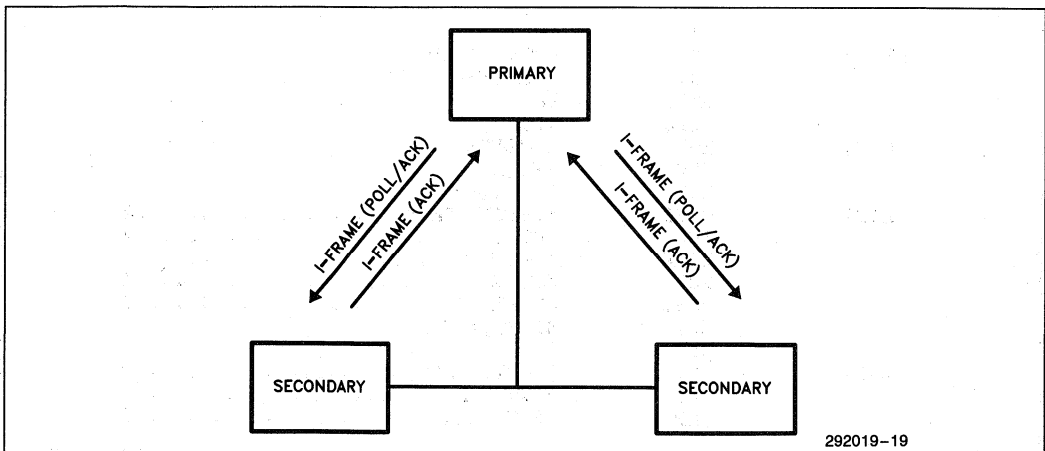 PRIMARY
I-FRAME (POLL/ACK)
I-FRAME (ACK)
I-FRAME (POLL/ACK)
I-FRAME (ACK)
SECONDARY
SECONDARY
292019-19